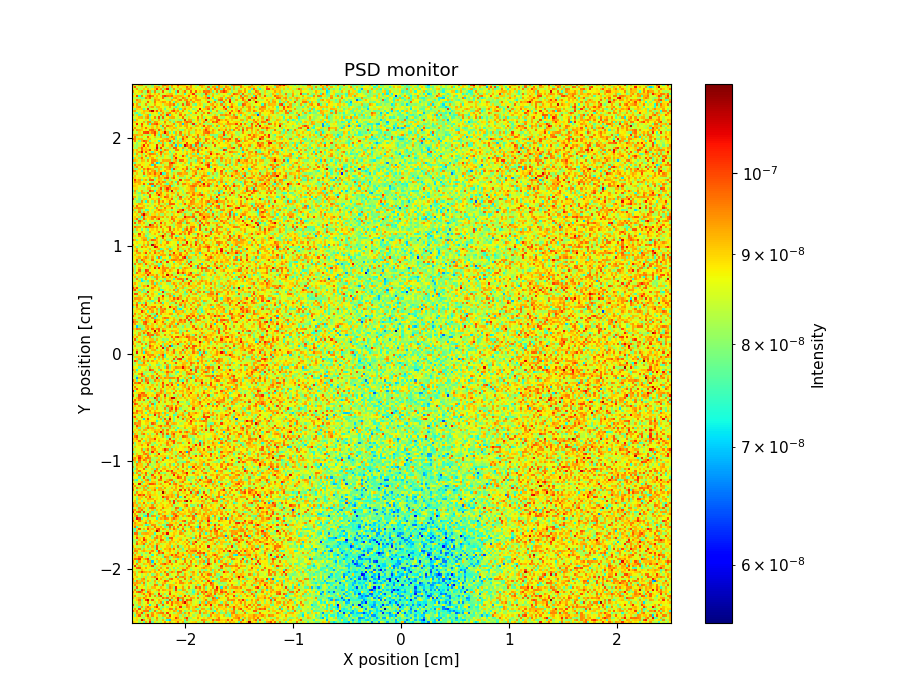 PSD monitor
2
1
0
−1
−2
Y position [cm]
−2
−1
0
1
2
X position [cm]
10⁻⁷
9 × 10⁻⁸
8 × 10⁻⁸
7 × 10⁻⁸
6 × 10⁻⁸
Intensity